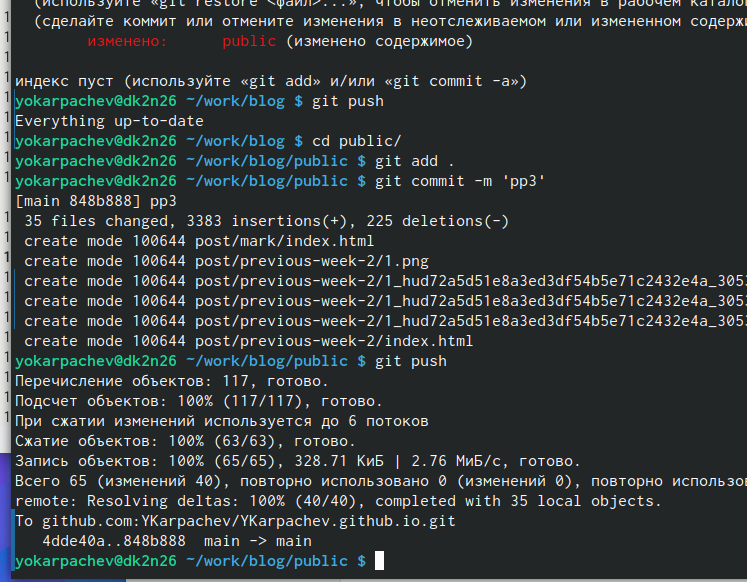 (используйте «git restore <файл>...», чтобы отменить изменения в рабочем
(сделайте коммит или отмените изменения в неотслеживаемом или измененном
изменено: public (изменено содержимое)
индекс пуст (используйте «git add» и/или «git commit -a»)
yokarpachev@dk2n26 ~/work/blog $ git push
Everything up-to-date
yokarpachev@dk2n26 ~/work/blog $ cd public/
yokarpachev@dk2n26 ~/work/blog/public $ git add .
yokarpachev@dk2n26 ~/work/blog/public $ git commit -m 'pp3'
[main 848b888] pp3
35 files changed, 3383 insertions(+), 225 deletions(-)
create mode 100644 post/mark/index.html
create mode 100644 post/previous-week-2/1.png
create mode 100644 post/previous-week-2/1_hud72a5d51e8a3ed3df54b5e71c2432e4a_3053
create mode 100644 post/previous-week-2/1_hud72a5d51e8a3ed3df54b5e71c2432e4a_3053
create mode 100644 post/previous-week-2/1_hud72a5d51e8a3ed3df54b5e71c2432e4a_3053
create mode 100644 post/previous-week-2/index.html
yokarpachev@dk2n26 ~/work/blog/public $ git push
Перечисление объектов: 117, готово.
Подсчет объектов: 100% (117/117), готово.
При сжатии изменений используется до 6 потоков
Сжатие объектов: 100% (63/63), готово.
Запись объектов: 100% (65/65), 328.71 КиБ | 2.76 МиБ/с, готово.
Всего 65 (изменений 40), повторно использовано 0 (изменений 0), повторно
remote: Resolving deltas: 100% (40/40), completed with 35 local objects.
To github.com:YKarpachev/YKarpachev.github.io.git
4dde40a..848b888 main -> main
yokarpachev@dk2n26 ~/work/blog/public $